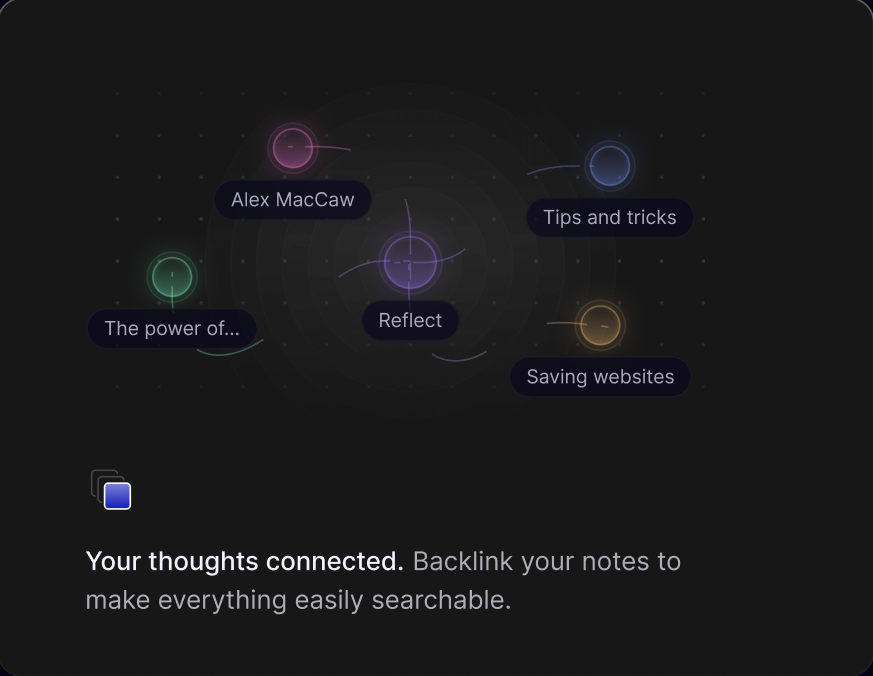 Alex MacCaw
Tips and tricks
The power of...
Reflect
Saving websites
Your thoughts connected. Backlink your notes to
make everything easily searchable.